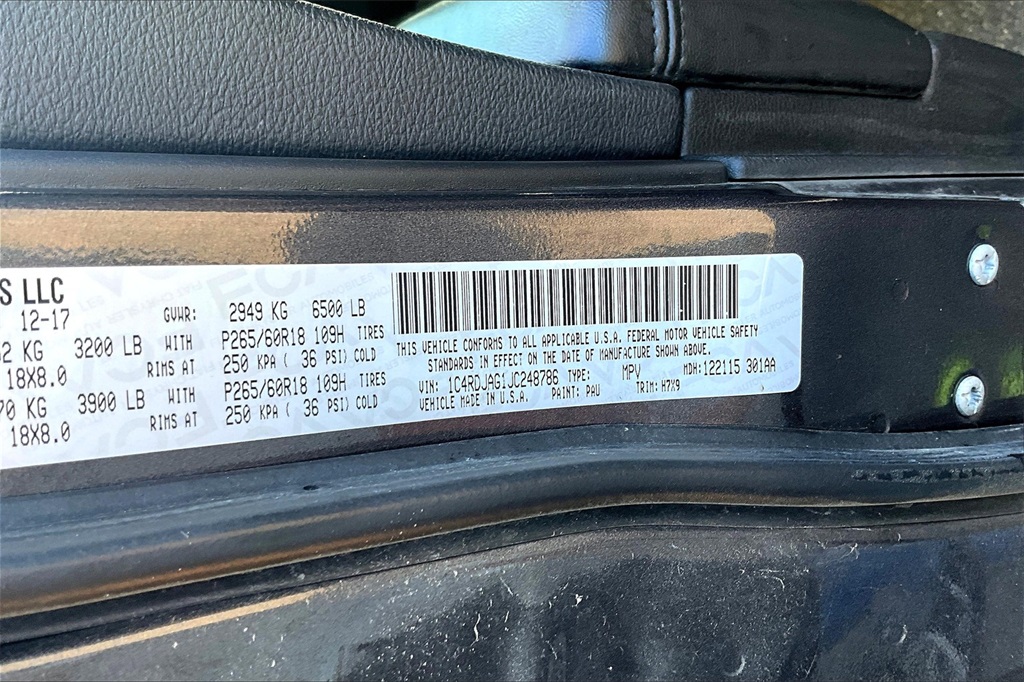 S LLC
12-17 GVWR: 2949 KG 6500 LB
2 KG 3200 LB WITH P265/60R18 109H TIRES
18X8.0 RIMS AT 250 KPA ( 36 PSI) COLD
70 KG 3900 LB WITH P265/60R18 109H TIRES
18X8.0 RIMS AT 250 KPA ( 36 PSI) COLD
THIS VEHICLE CONFORMS TO ALL APPLICABLE U.S.A. FEDERAL MOTOR VEHICLE SAFETY
STANDARDS IN EFFECT ON THE DATE OF MANUFACTURE SHOWN ABOVE.
VIN: 1C4RDJAG1JC248786 TYPE: MPV MDH:122115 301AA
VEHICLE MADE IN U.S.A. PAINT: PAU TRIM: H7X9